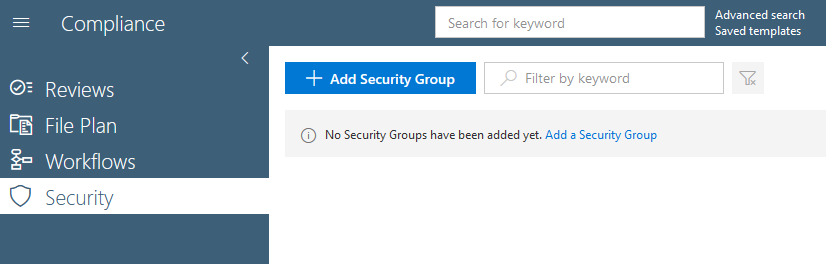 Compliance
Search for keyword
Advanced search
Saved templates
Reviews
File Plan
Workflows
Security
Add Security Group
Filter by keyword
No Security Groups have been added yet. Add a Security Group